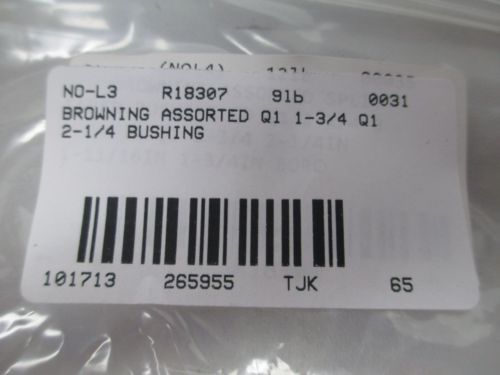 NO-L3 R18307 9lb 0031
BROWNING ASSORTED Q1 1-3/4 Q1
2-1/4 BUSHING
101713 265955 TJK 65